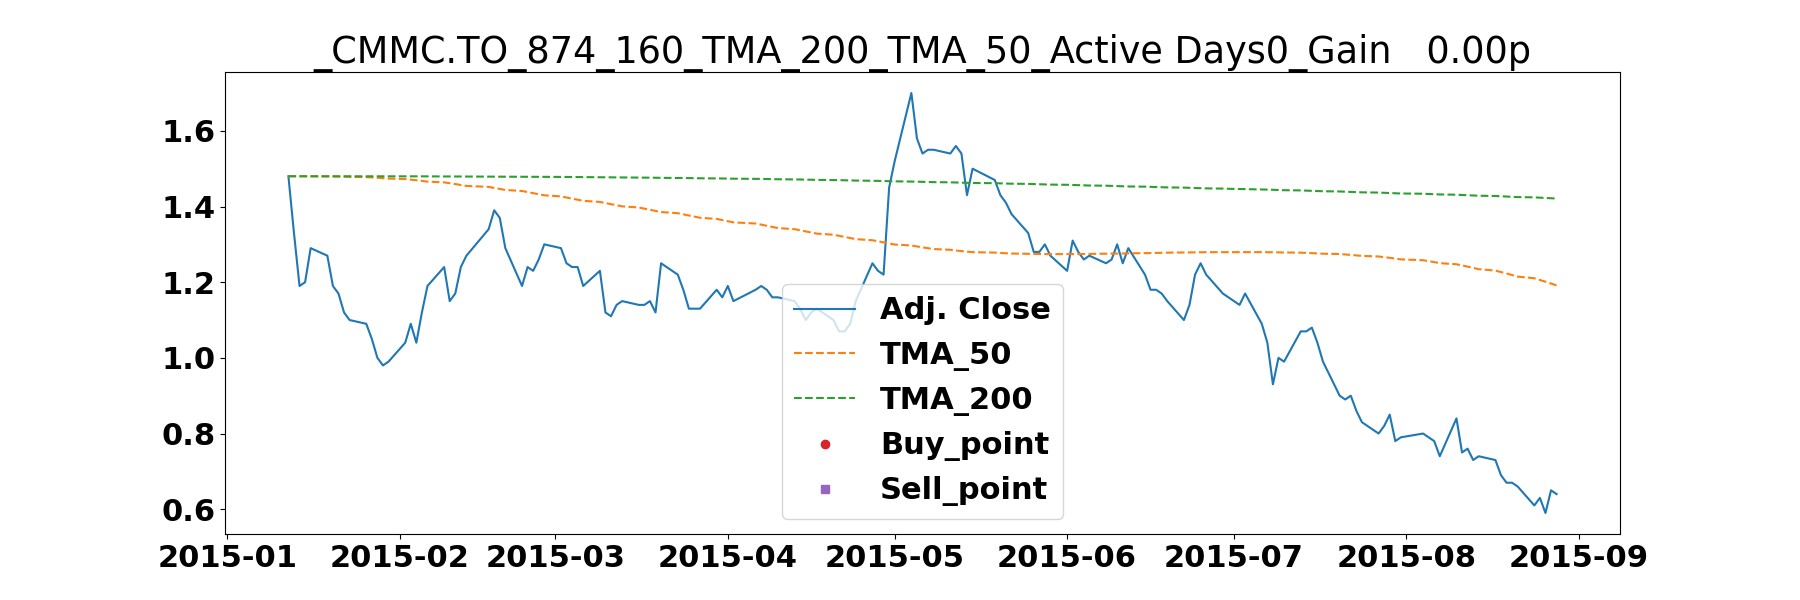 _CMMC.TO_874_160_TMA_200_TMA_50_Active Days0_Gain   0.00p
1.6
1.4
1.2
1.0
0.8
0.6
Adj. Close
TMA_50
TMA_200
Buy_point
Sell_point
2015-01 2015-02 2015-03 2015-04 2015-05 2015-06 2015-07 2015-08 2015-09